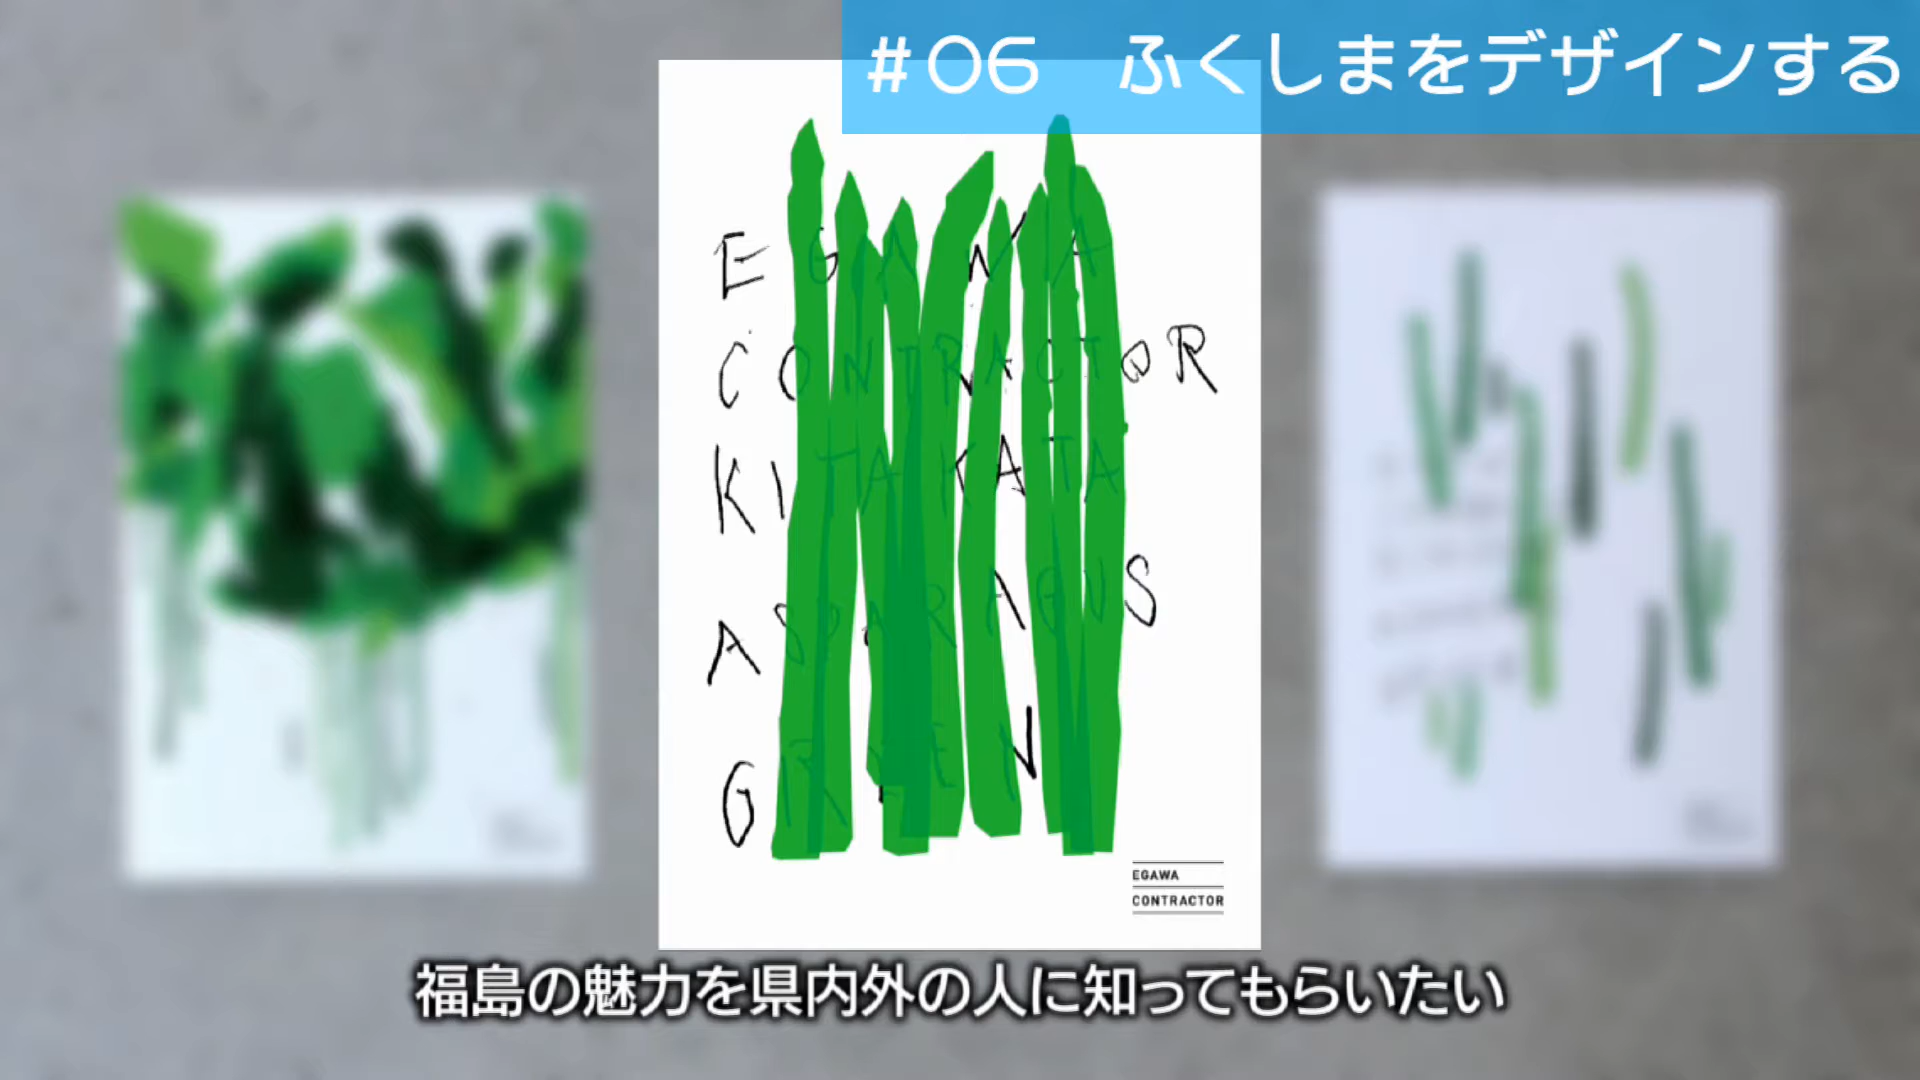 #06 ふくしまをデザインする
EGAWA
CONTRACTOR
KITAKATA
ASPARAGUS
GREEN
EGAWA
CONTRACTOR
福島の魅力を県内外の人に知ってもらいたい